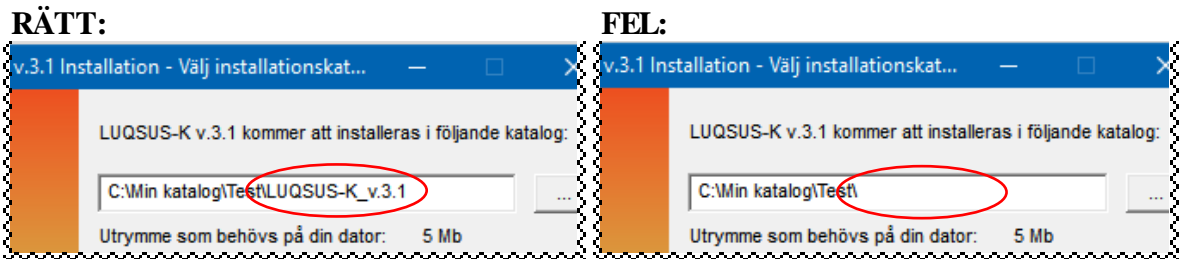 RÄTT:
v.3.1 Installation - Välj installationskat...
LUQSUS-K v.3.1 kommer att installeras i följande katalog:
C:\Min katalog\Test\LUQSUS-K_v.3.1
...
Utrymme som behövs på din dator: 5 Mb
FEL:
v.3.1 Installation - Välj installationskat...
LUQSUS-K v.3.1 kommer att installeras i följande katalog:
C:\Min katalog\Test\
...
Utrymme som behövs på din dator: 5 Mb